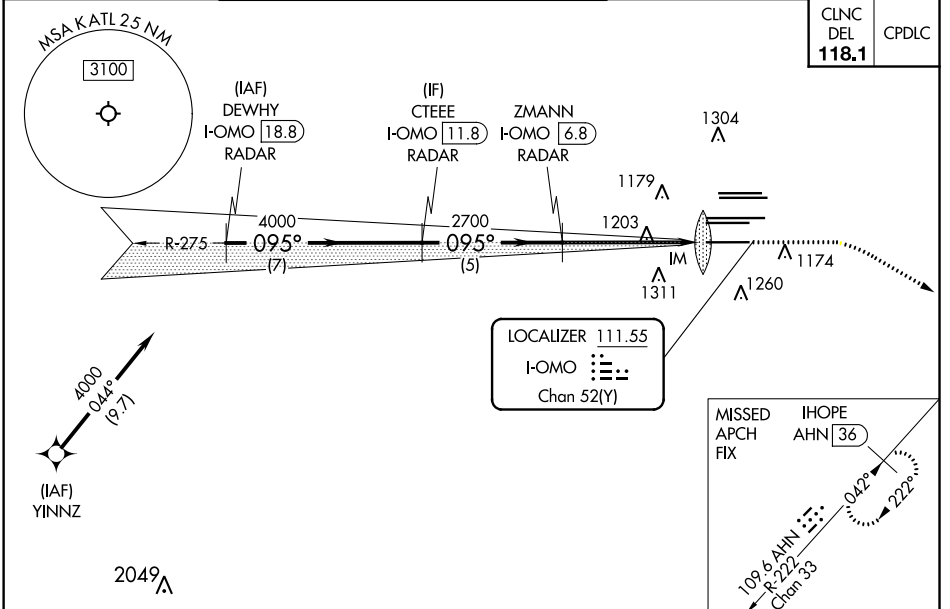 MSA KATL 25 NM
3100
CLNC
DEL
118.1
CPDLC
(IAF)
DEWHY
I-OMO 18.8
RADAR
(IF)
CTEEE
I-OMO 11.8
RADAR
ZMANN
I-OMO 6.8
RADAR
1304
1179
1203
4000
2700
R-275
095°
095°
(7)
(5)
IM
1174
1311
1260
LOCALIZER 111.55
I-OMO
Chan 52(Y)
4000
044°
(9.7)
(IAF)
YINNZ
2049
MISSED
APCH
FIX
IHOPE
AHN 36
042°
222°
109.6 AHN
R-222
Chan 33